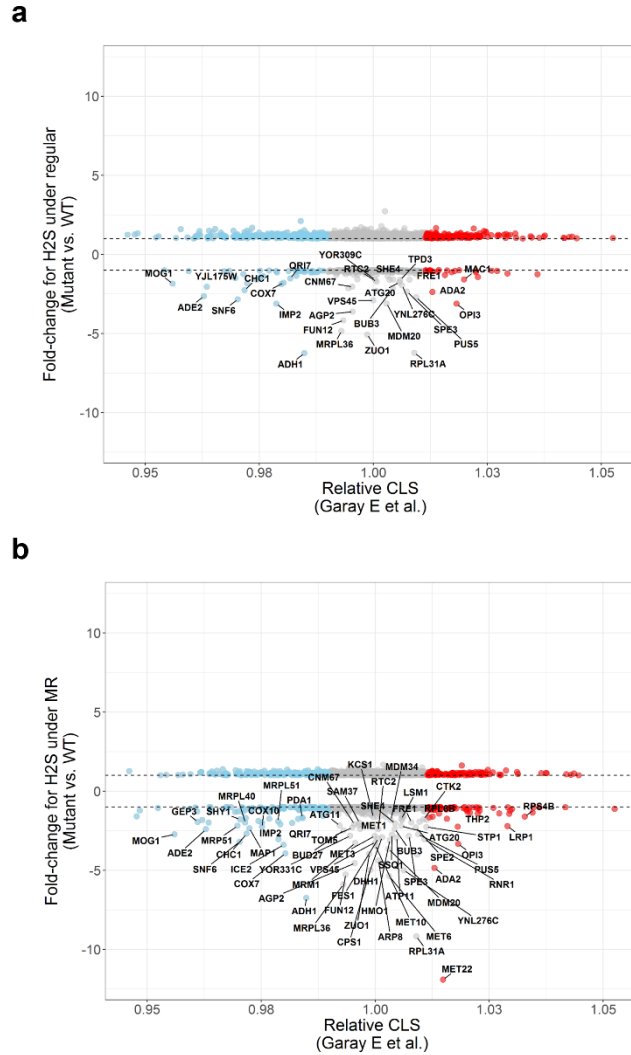 a
10
5
0
-5
-10
Fold-change for H2S under regular
(Mutant vs. WT)
YOR309C
TPD3
RTC2
SHE4
QRI7
MOG1
YJL175W
CHC1
CNM67
FRE1
MAC1
COX7
VPS45
ATG20
ADA2
ADE2
SNF6
IMP2
AGP2
YNL276C
OPI3
BUB3
SPE3
FUN12
MDM20
PUS5
MRPL36
ZUO1
ADH1
RPL31A
0.95
0.98
1.00
1.03
1.05
Relative CLS
(Garay E et al.)
b
10
5
0
-5
-10
Fold-change for H2S under MR
(Mutant vs. WT)
KCS1
MDM34
MRPL51
CNM67
RTC2
CTK2
MRPL40
PDA1
SAM37
LSM1
GEP3
SHY1
COX10
ATG11
SHE4
FRE1
RPL6B
RPS4B
THP2
MOG1
IMP2
QRI7
MET1
STP1
LRP1
ADE2
MRP51
TOM5
CHC1
MAP1
BUD27
MET3
BUB3
ATG20
OPI3
SNF6
ICE2
YOR331C
VPS45
SSQ1
SPE2
PUS5
COX7
MRM1
DHH1
SPE3
ADA2
RNR1
AGP2
FES1
ATP11
MDM20
ADH1
FUN12
HMO1
YNL276C
MRPL36
ZUO1
MET10
CPS1
ARP8
MET6
RPL31A
MET22
0.95
0.98
1.00
1.03
1.05
Relative CLS
(Garay E et al.)